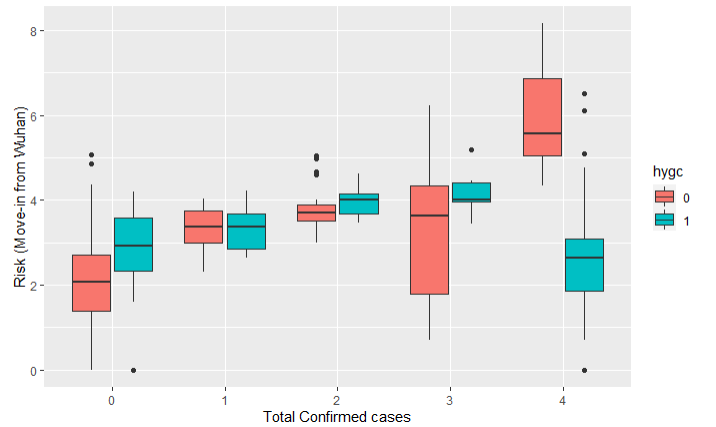 8
6
4
2
0
Risk (Move-in from Wuhan)
0 1 2 3 4
Total Confirmed cases
hygc
0
1